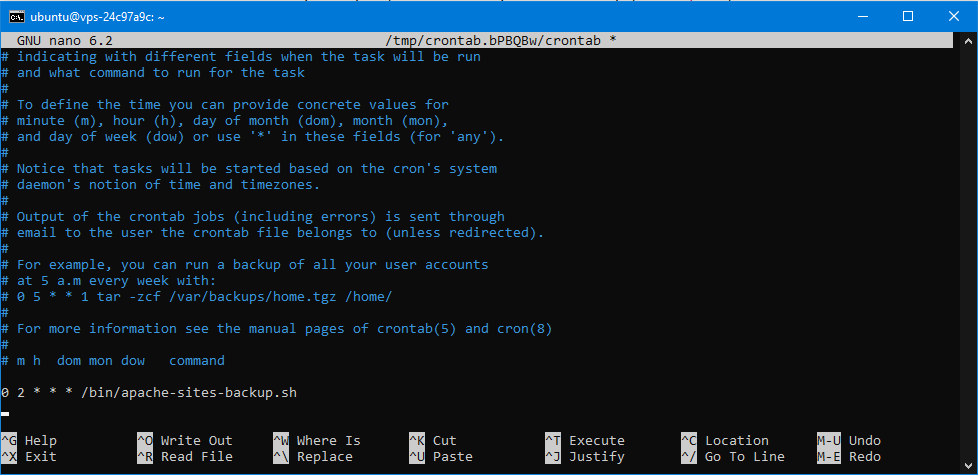 ubuntu@vps-24c97a9c: ~
GNU nano 6.2 /tmp/crontab.bPBQBw/crontab *
# indicating with different fields when the task will be run
# and what command to run for the task
#
# To define the time you can provide concrete values for
# minute (m), hour (h), day of month (dom), month (mon),
# and day of week (dow) or use '*' in these fields (for 'any').
#
# Notice that tasks will be started based on the cron's system
# daemon's notion of time and timezones.
#
# Output of the crontab jobs (including errors) is sent through
# email to the user the crontab file belongs to (unless redirected).
#
# For example, you can run a backup of all your user accounts
# at 5 a.m every week with:
# 0 5 * * 1 tar -zcf /var/backups/home.tgz /home/
#
# For more information see the manual pages of crontab(5) and cron(8)
#
# m h  dom mon dow   command
0 2 * * * /bin/apache-sites-backup.sh
^G Help ^O Write Out ^W Where Is ^K Cut ^T Execute ^C Location M-U Undo
^X Exit ^R Read File ^\ Replace ^U Paste ^J Justify ^/ Go To Line M-E Redo